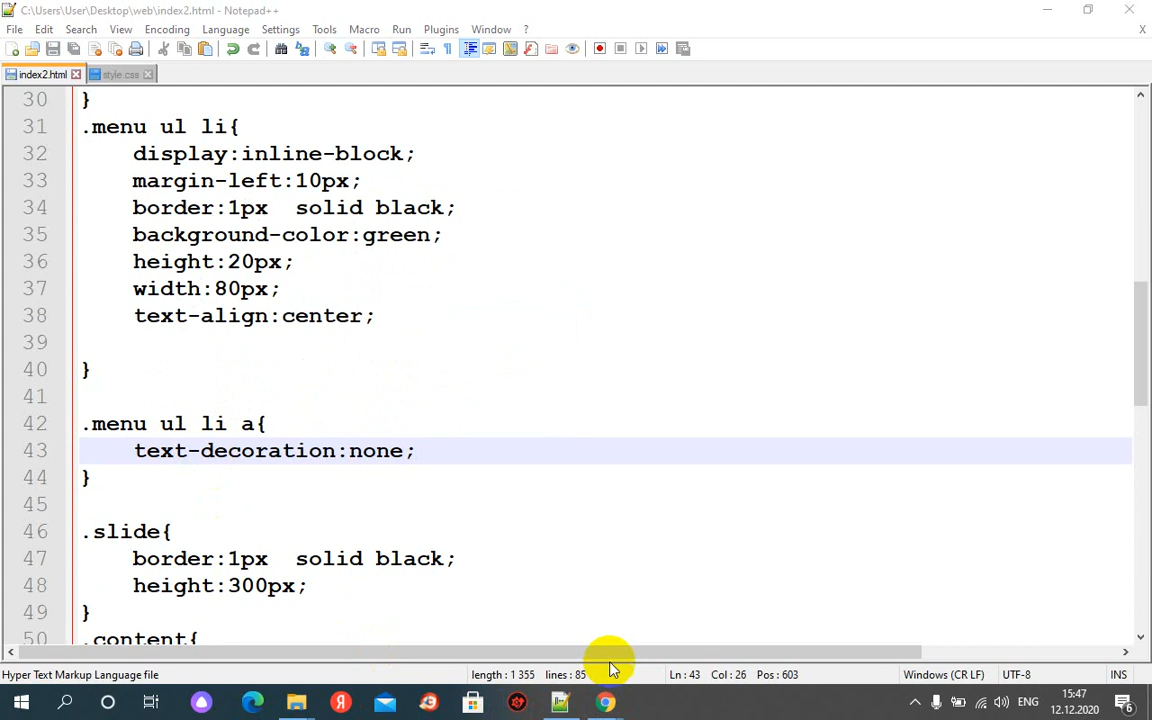 C:\Users\User\Desktop\web\index2.html - Notepad++
File Edit Search View Encoding Language Settings Tools Macro Run Plugins Window ? X
index2.html style.css
30 }
31 .menu ul li{
32 display:inline-block;
33 margin-left:10px;
34 border:1px  solid black;
35 background-color:green;
36 height:20px;
37 width:80px;
38 text-align:center;
39
40 }
41
42 .menu ul li a{
43 text-decoration:none;
44 }
45
46 .slide{
47 border:1px  solid black;
48 height:300px;
49 }
50 .content{
Hyper Text Markup Language file length : 1 355 lines : 85 Ln : 43 Col : 26 Pos : 603 Windows (CR LF) UTF-8 INS
ENG 15:47
12.12.2020 6